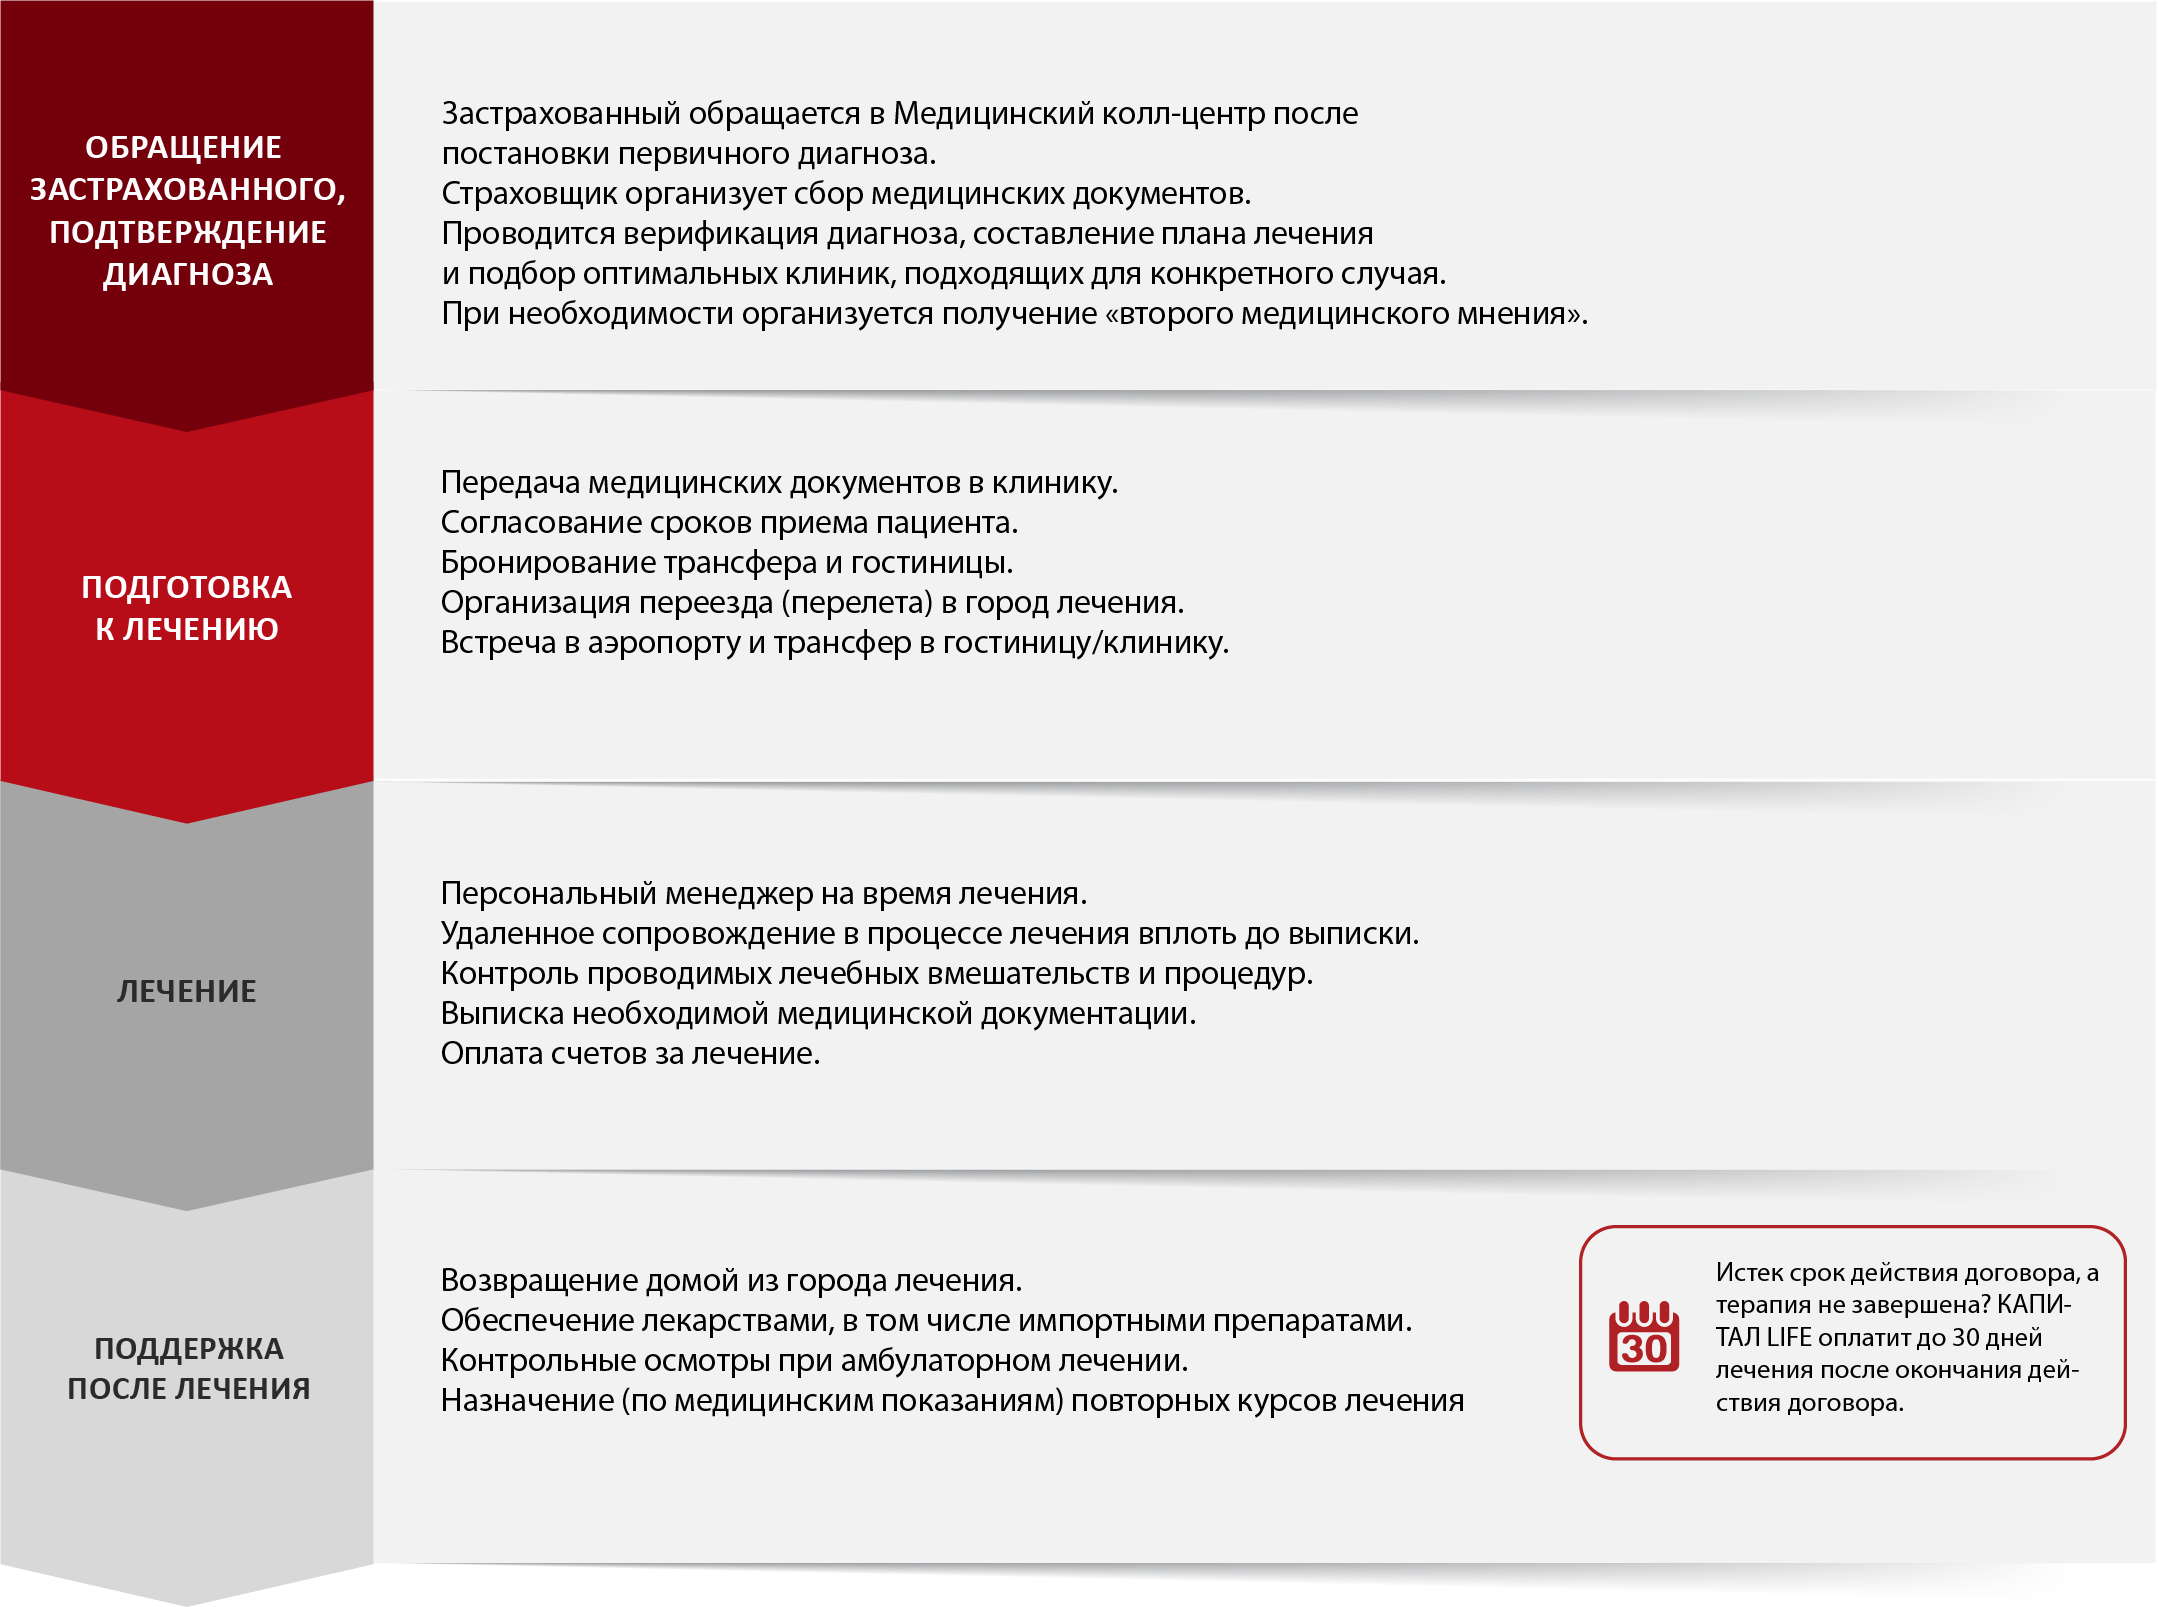 ОБРАЩЕНИЕ
ЗАСТРАХОВАННОГО,
ПОДТВЕРЖДЕНИЕ
ДИАГНОЗА
Застрахованный обращается в Медицинский колл-центр после
постановки первичного диагноза.
Страховщик организует сбор медицинских документов.
Проводится верификация диагноза, составление плана лечения
и подбор оптимальных клиник, подходящих для конкретного случая.
При необходимости организуется получение «второго медицинского мнения».
ПОДГОТОВКА
К ЛЕЧЕНИЮ
Передача медицинских документов в клинику.
Согласование сроков приема пациента.
Бронирование трансфера и гостиницы.
Организация переезда (перелета) в город лечения.
Встреча в аэропорту и трансфер в гостиницу/клинику.
ЛЕЧЕНИЕ
Персональный менеджер на время лечения.
Удаленное сопровождение в процессе лечения вплоть до выписки.
Контроль проводимых лечебных вмешательств и процедур.
Выписка необходимой медицинской документации.
Оплата счетов за лечение.
ПОДДЕРЖКА
ПОСЛЕ ЛЕЧЕНИЯ
Возвращение домой из города лечения.
Обеспечение лекарствами, в том числе импортными препаратами.
Контрольные осмотры при амбулаторном лечении.
Назначение (по медицинским показаниям) повторных курсов лечения
30
Истек срок действия договора, а
терапия не завершена? КАПИ-
ТАЛ LIFE оплатит до 30 дней
лечения после окончания дей-
ствия договора.